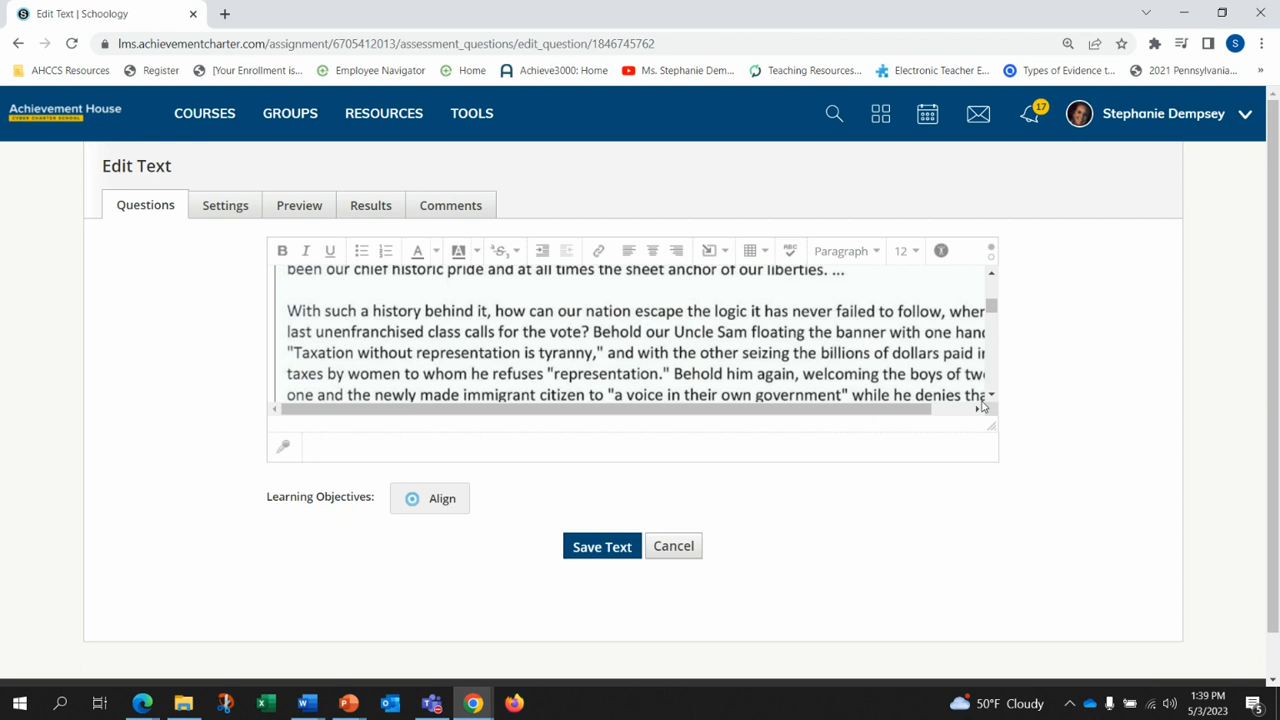 Edit Text | Schoology
lms.achievementcharter.com/assignment/6705412013/assessment_questions/edit_question/1846745762
S
AHCCS Resources
Register
[Your Enrollment is...
Employee Navigator
Home
Achieve3000: Home
Ms. Stephanie Dem...
Teaching Resources...
Electronic Teacher E...
Types of Evidence t...
2021 Pennsylvania...
»
Achievement House
CYBER CHARTER SCHOOL
COURSES
GROUPS
RESOURCES
TOOLS
17
Stephanie Dempsey
Edit Text
Questions
Settings
Preview
Results
Comments
B I U
A
A
Paragraph
12
been our chief historic pride and at all times the sheet anchor of our liberties. ...
With such a history behind it, how can our nation escape the logic it has never failed to follow, wher
last unenfranchised class calls for the vote? Behold our Uncle Sam floating the banner with one hand
"Taxation without representation is tyranny," and with the other seizing the billions of dollars paid in
taxes by women to whom he refuses "representation." Behold him again, welcoming the boys of twe
one and the newly made immigrant citizen to "a voice in their own government" while he denies tha
Learning Objectives:
Align
Save Text
Cancel
50°F Cloudy
1:39 PM
5/3/2023
5